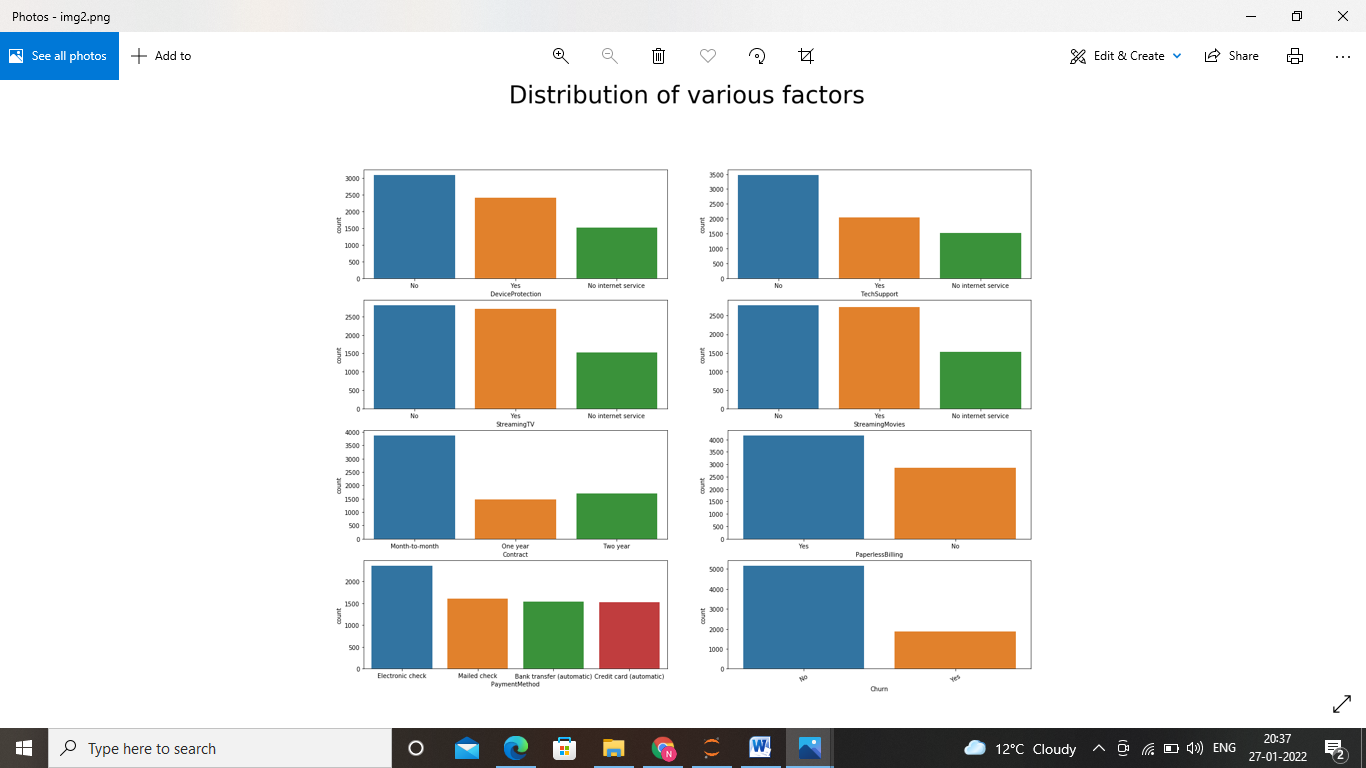 Photos - img2.png
See all photos
Add to
Edit & Create
Share
Distribution of various factors
3000
2500
2000
1500
1000
500
0
count
No Yes No internet service
DeviceProtection
3500
3000
2500
2000
1500
1000
500
0
count
No Yes No internet service
TechSupport
2500
2000
1500
1000
500
0
count
No Yes No internet service
StreamingTV
2500
2000
1500
1000
500
0
count
No Yes No internet service
StreamingMovies
4000
3500
3000
2500
2000
1500
1000
500
0
count
Month-to-month One year Two year
Contract
4000
3500
3000
2500
2000
1500
1000
500
0
count
Yes No
PaperlessBilling
2000
1500
1000
500
0
count
Electronic check Mailed check Bank transfer (automatic) Credit card (automatic)
PaymentMethod
5000
4000
3000
2000
1000
0
count
No Yes
Churn
Type here to search
N
W
12°C Cloudy
ENG
20:37
27-01-2022
2